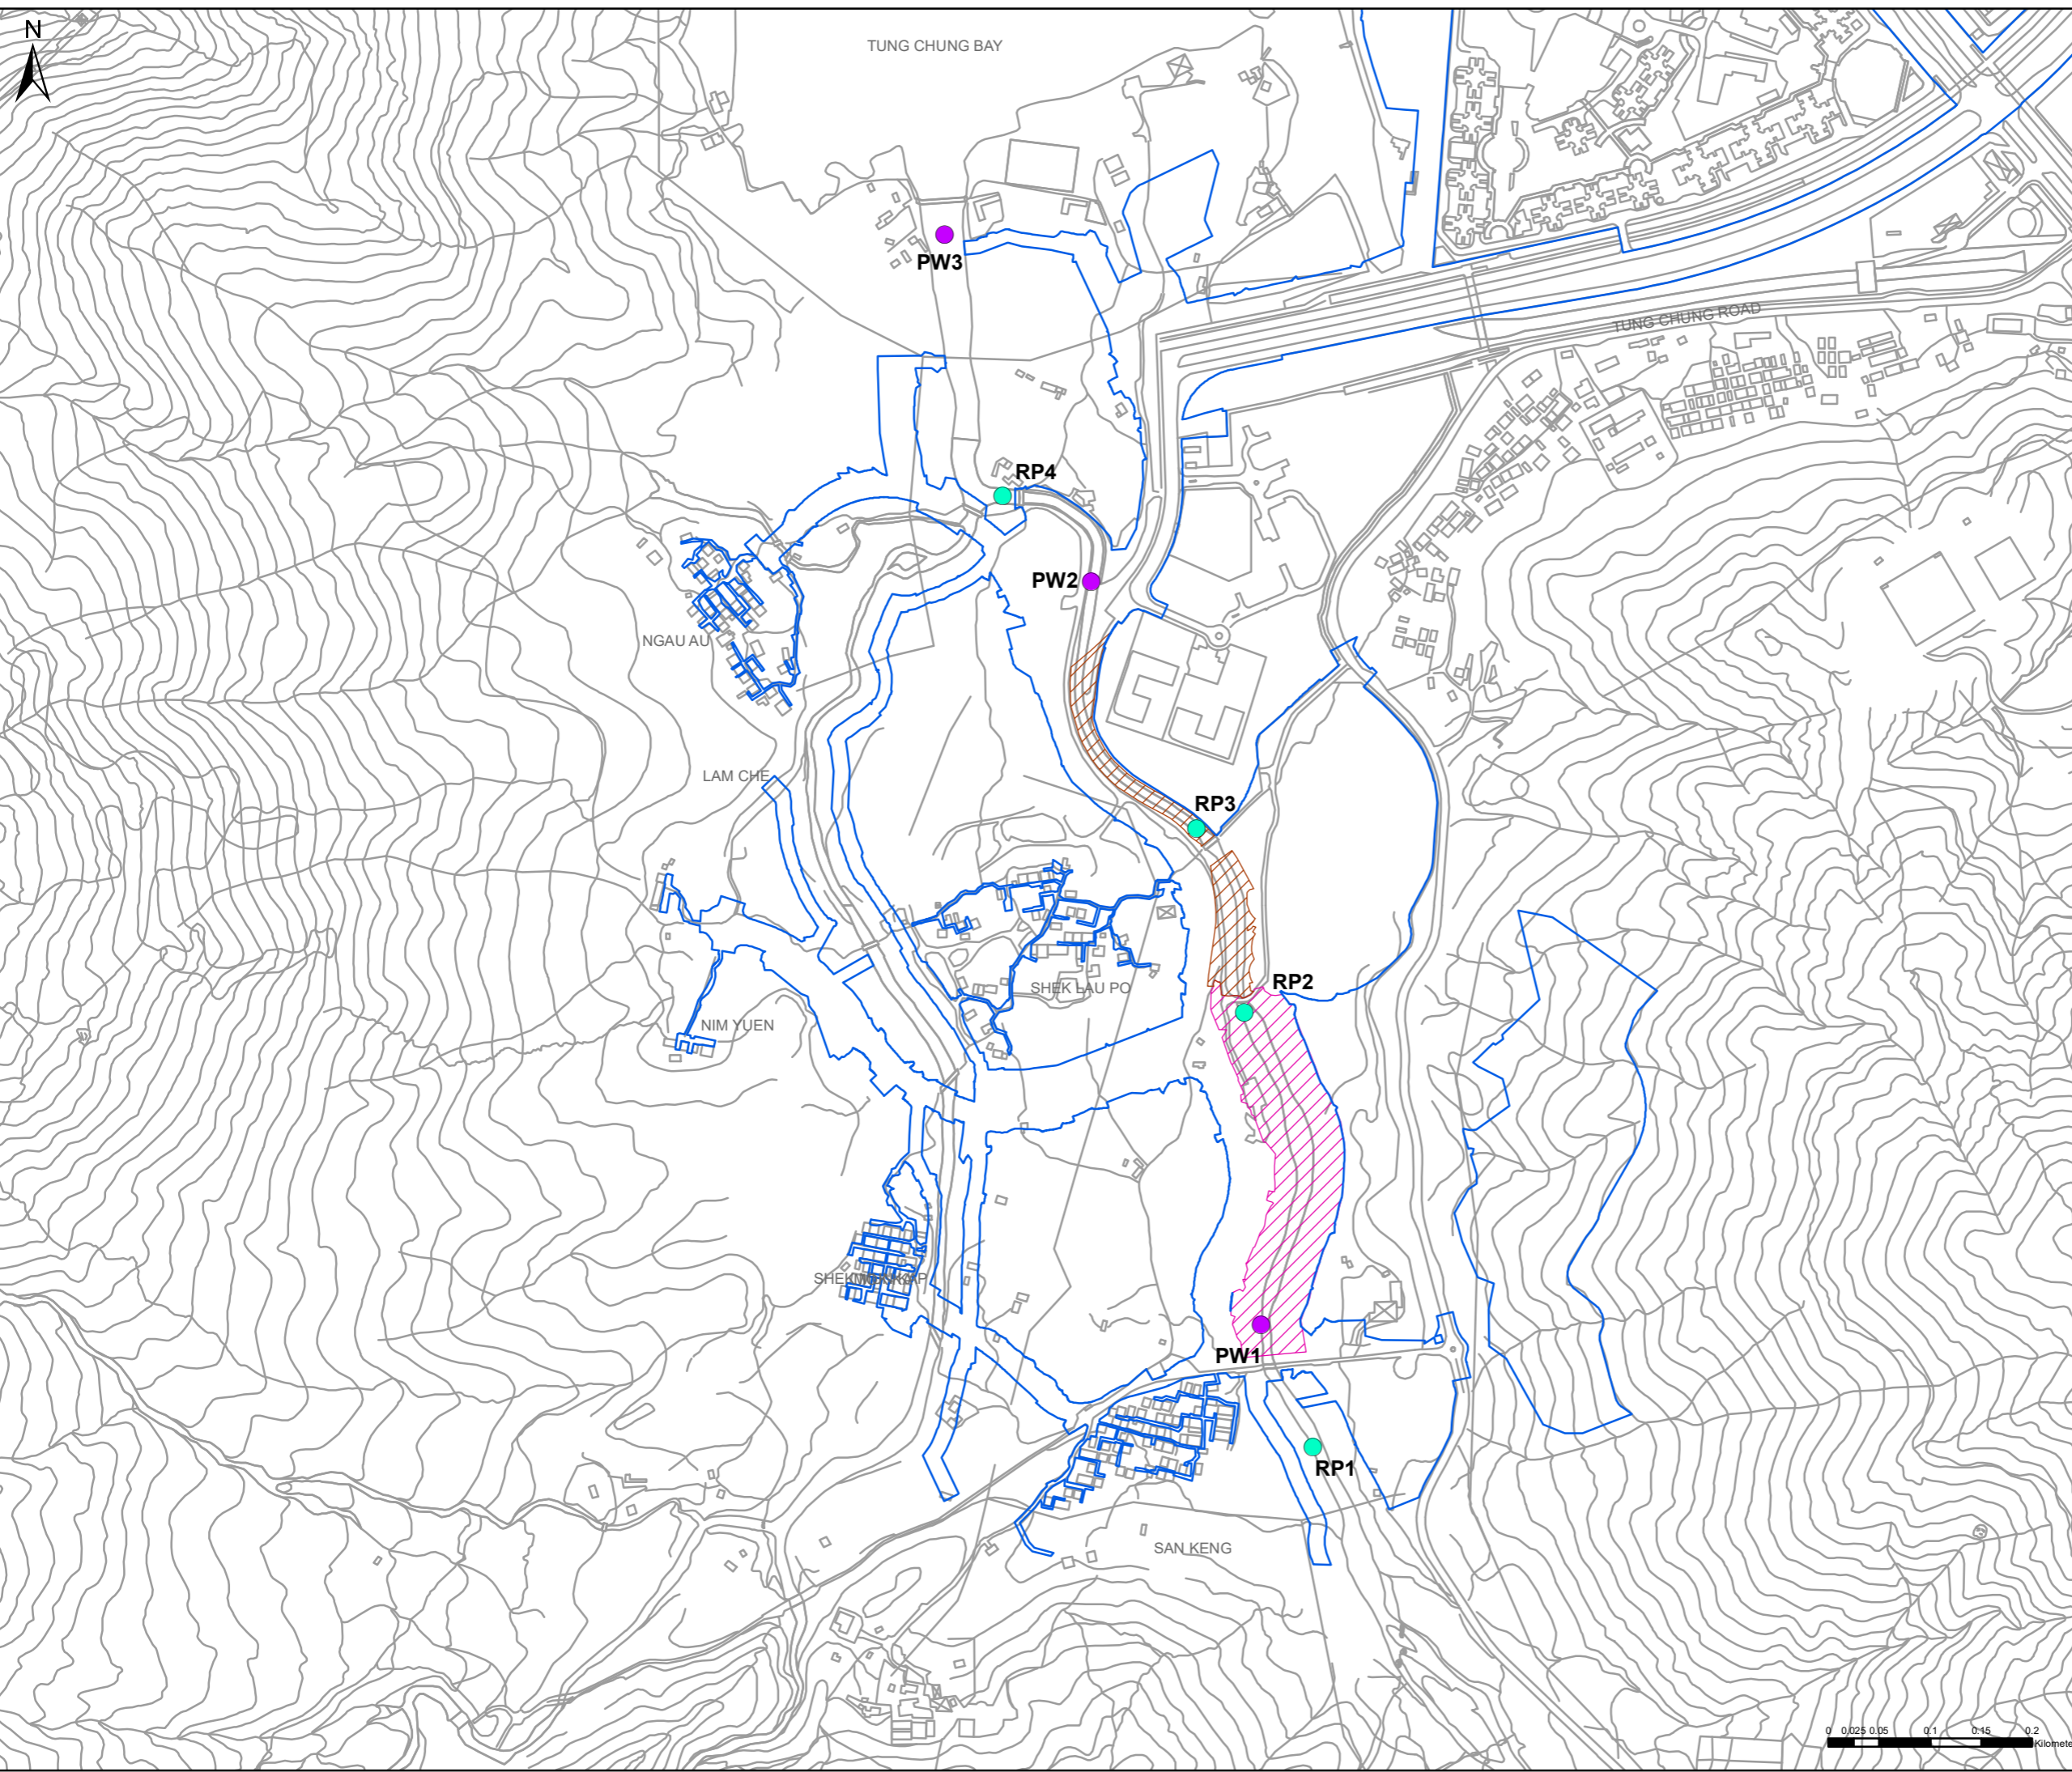 N
TUNG CHUNG BAY
PW3
TUNG CHUNG ROAD
RP4
PW2
NGAU AU
LAM CHE
RP3
RP2
SHEK LAU PO
NIM YUEN
PW1
RP1
SAN KENG
0 0.025 0.05 0.1 0.15 0.2
Kilomete